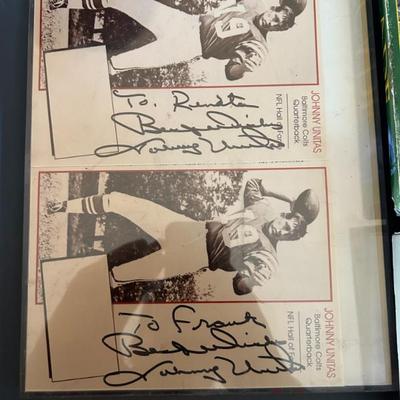 JOHNNY UNITAS
Baltimore Colts
Quarterback
NFL Hall of Fame
To:
Best Wishes
Johnny Unitas
JOHNNY UNITAS
Baltimore Colts
Quarterback
NFL Hall of Fame
To Frank
Best Wishes
Johnny Unitas